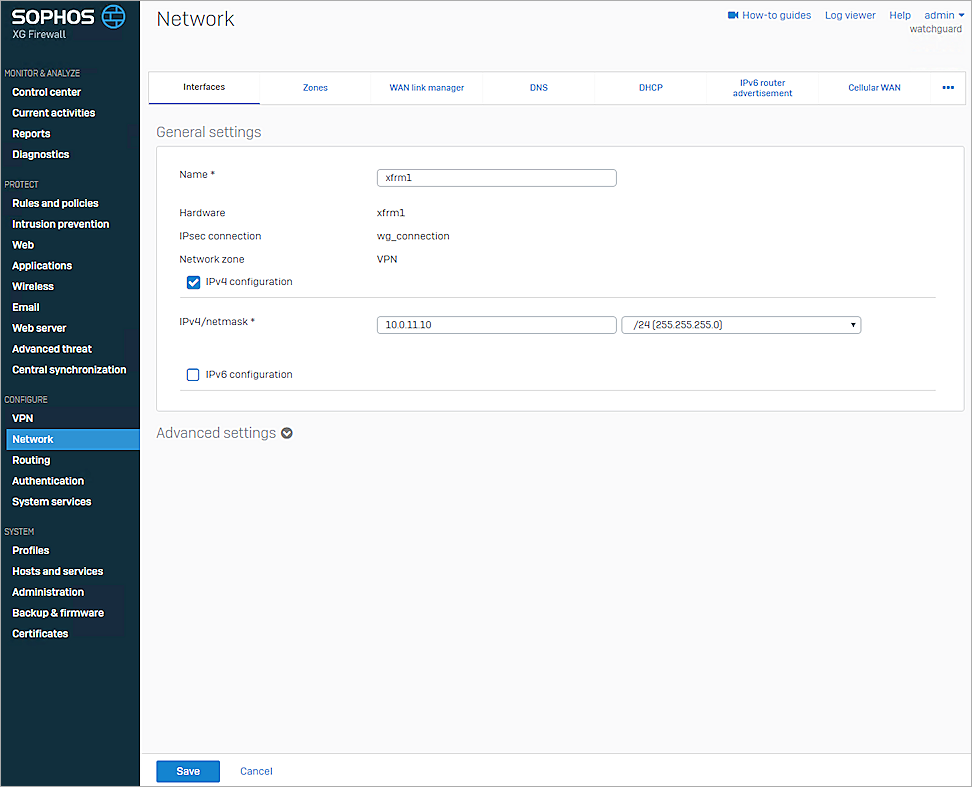 SOPHOS
XG Firewall
MONITOR & ANALYZE
Control center
Current activities
Reports
Diagnostics
PROTECT
Rules and policies
Intrusion prevention
Web
Applications
Wireless
Email
Web server
Advanced threat
Central synchronization
CONFIGURE
VPN
Network
Routing
Authentication
System services
SYSTEM
Profiles
Hosts and services
Administration
Backup & firmware
Certificates
Network
How-to guides Log viewer Help admin
watchguard
Interfaces Zones WAN link manager DNS DHCP IPv6 router advertisement Cellular WAN
General settings
Name * xfrm1
Hardware xfrm1
IPsec connection wg_connection
Network zone VPN
IPv4 configuration
IPv4/netmask * 10.0.11.10 /24 (255.255.255.0)
IPv6 configuration
Advanced settings
Save Cancel